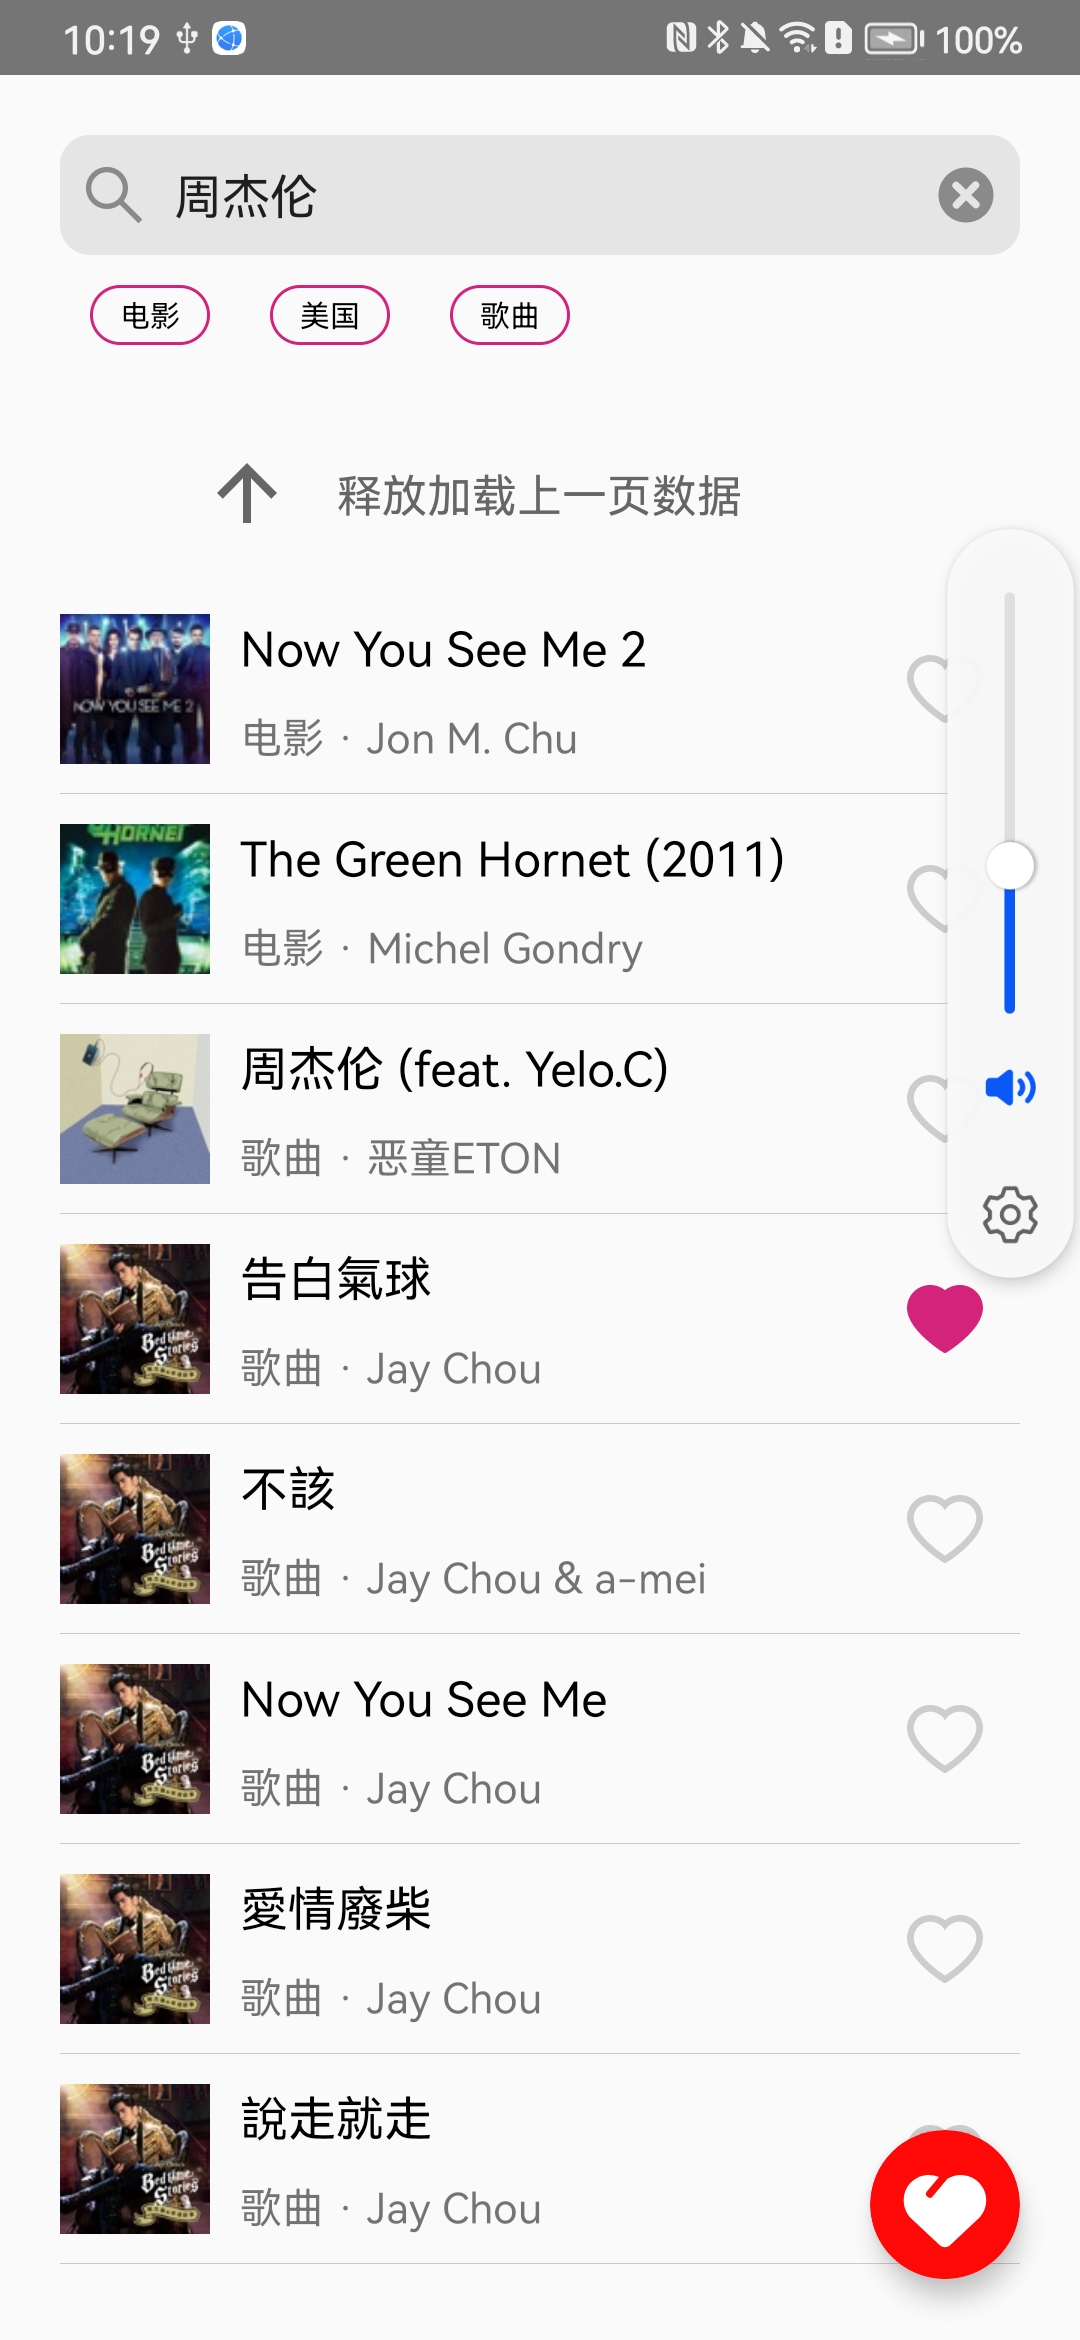 10:19 100%
周杰伦
电影 美国 歌曲
释放加载上一页数据
NOW YOU SEE ME 2
Now You See Me 2
电影 · Jon M. Chu
HORNET
The Green Hornet (2011)
电影 · Michel Gondry
周杰伦 (feat. Yelo.C)
歌曲 · 恶童ETON
Bedtime
Stories
告白氣球
歌曲 · Jay Chou
Bedtime
Stories
不該
歌曲 · Jay Chou & a-mei
Bedtime
Stories
Now You See Me
歌曲 · Jay Chou
Bedtime
Stories
愛情廢柴
歌曲 · Jay Chou
Bedtime
Stories
說走就走
歌曲 · Jay Chou